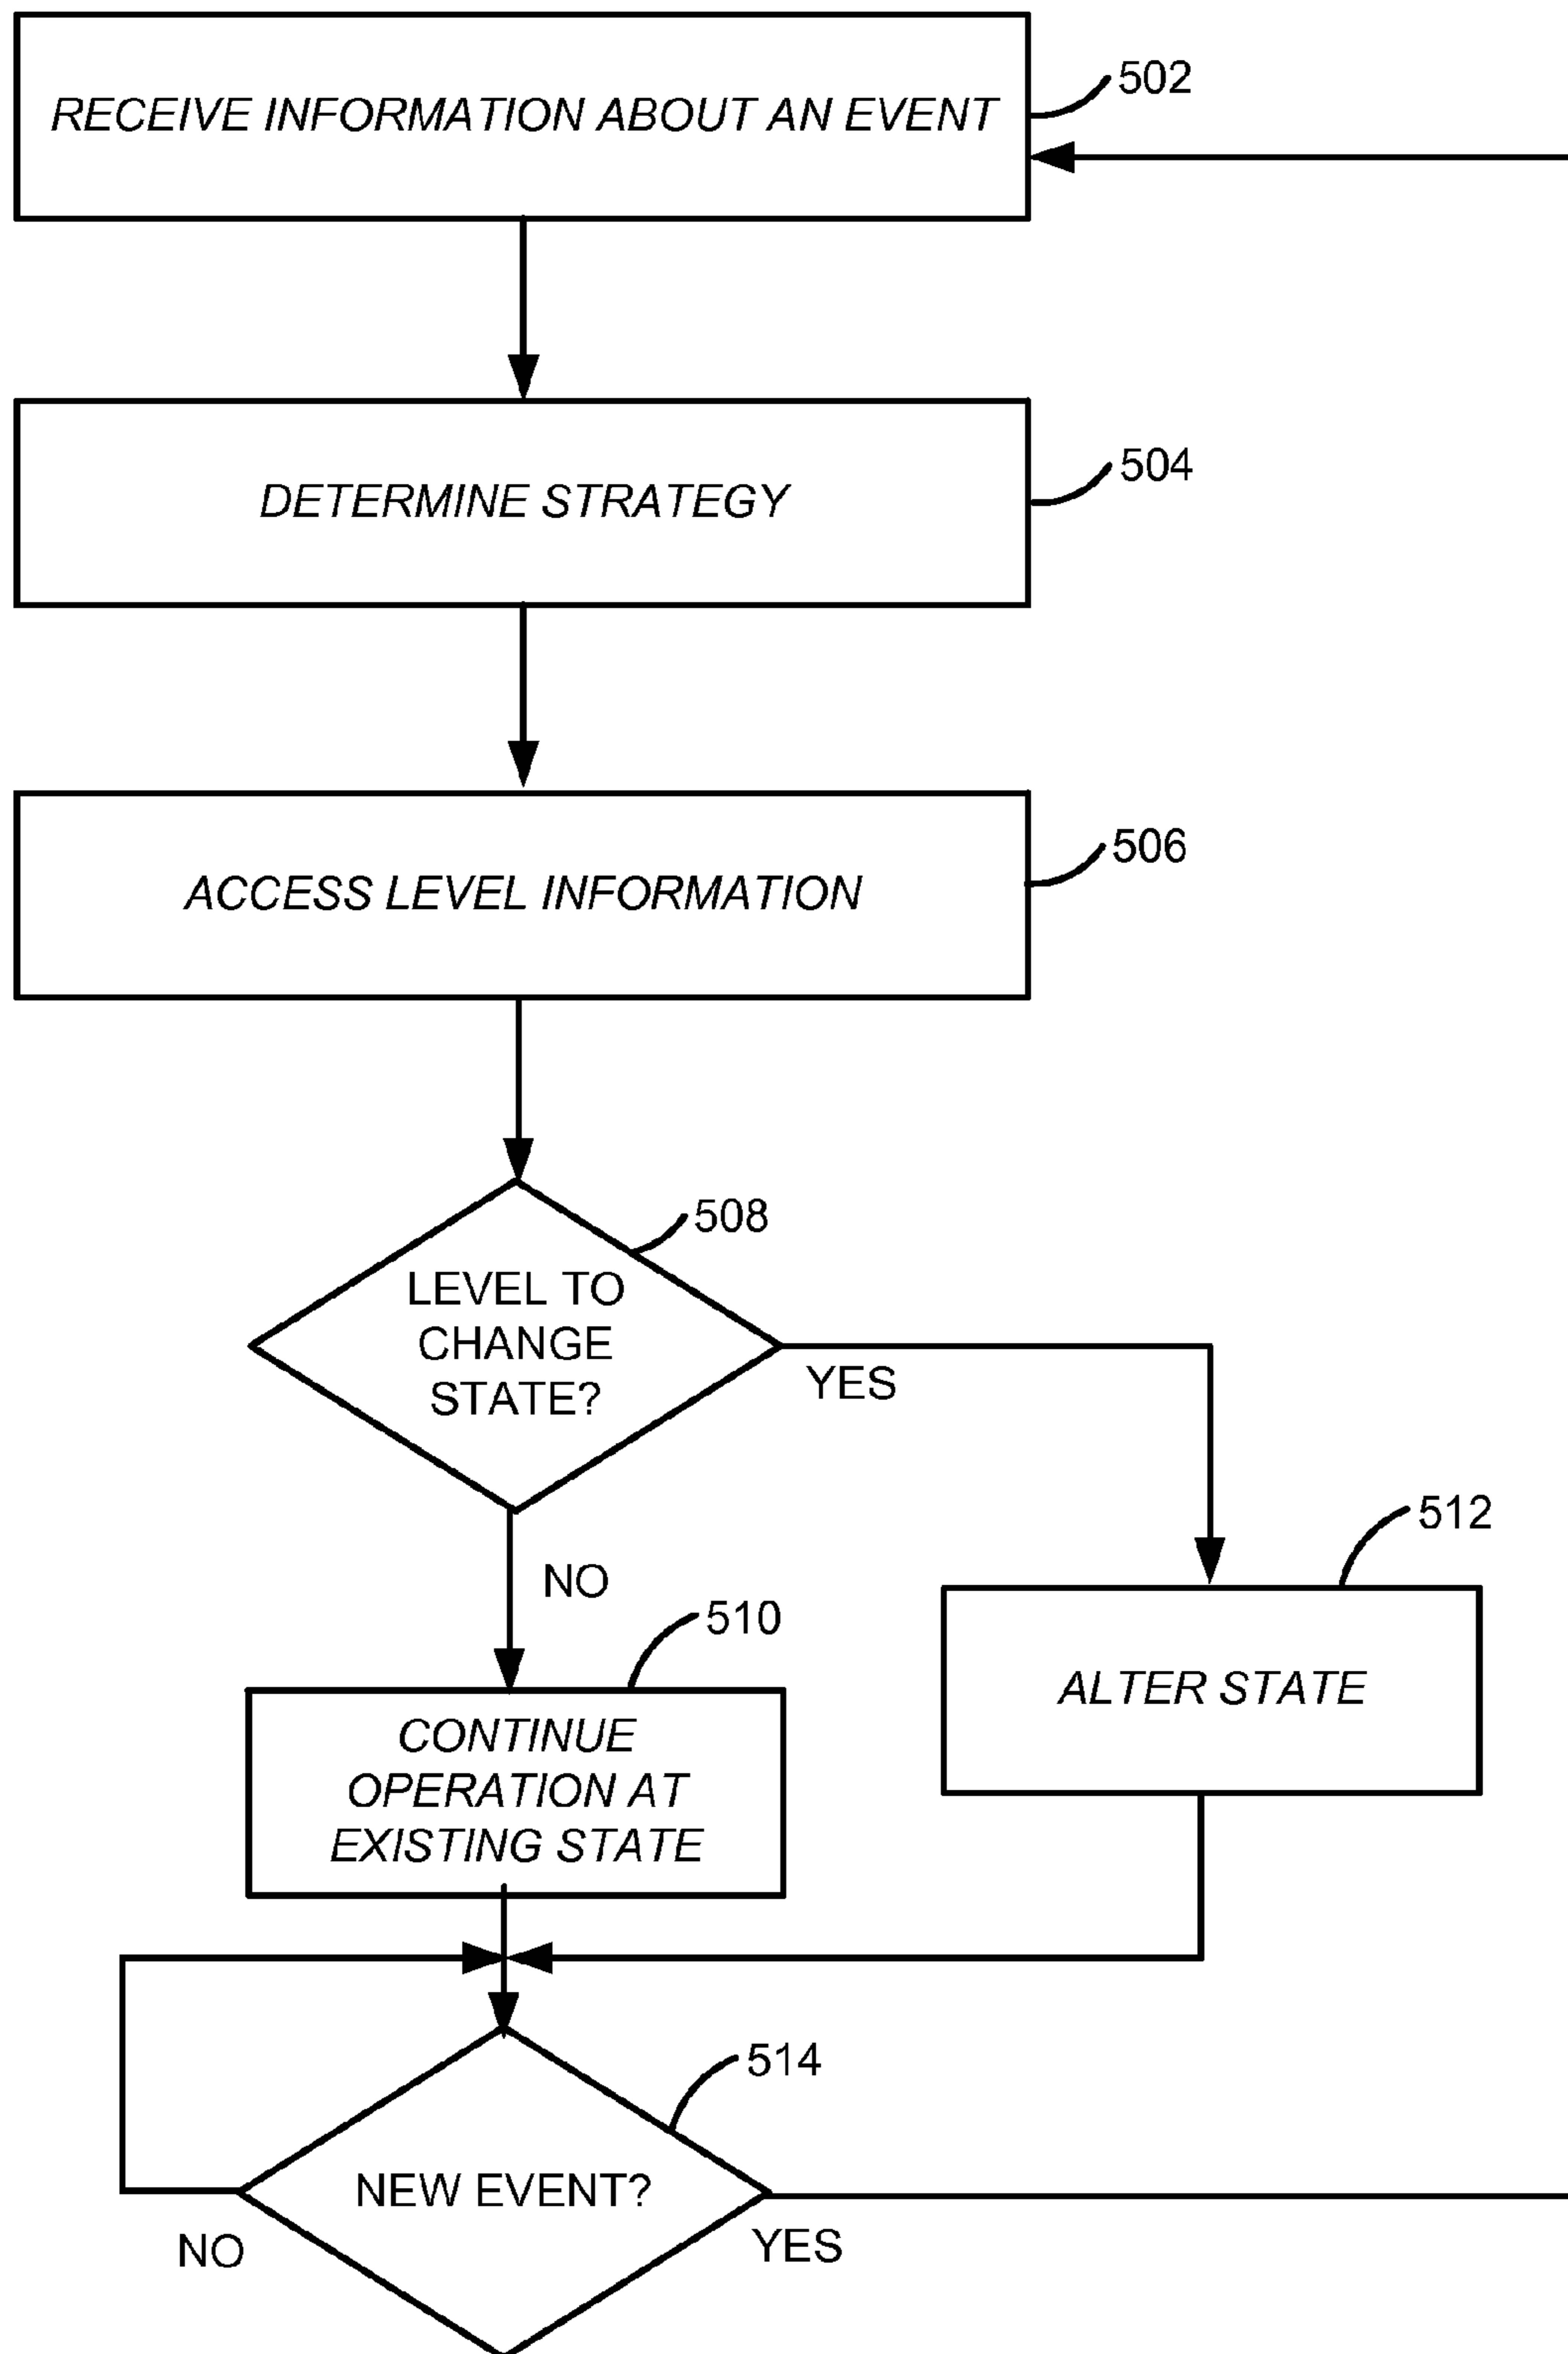 RECEIVE INFORMATION ABOUT AN EVENT
502
DETERMINE STRATEGY
504
ACCESS LEVEL INFORMATION
506
508
LEVEL TO
CHANGE
STATE?
YES
NO
512
ALTER STATE
510
CONTINUE
OPERATION AT
EXISTING STATE
514
NEW EVENT?
NO
YES